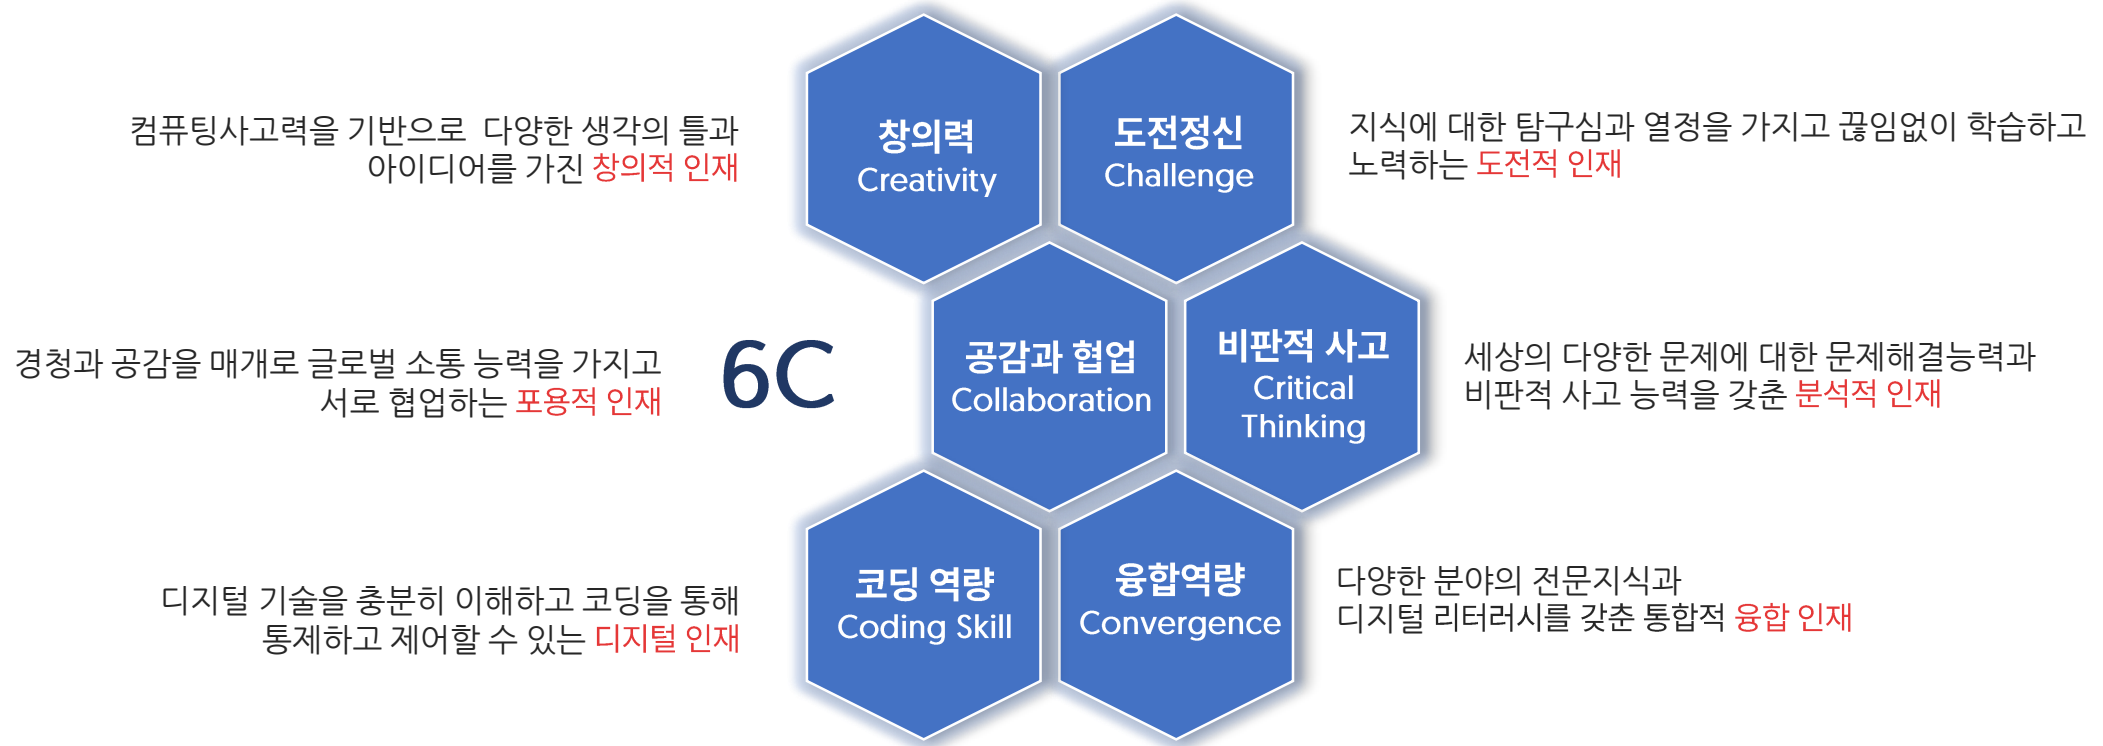 컴퓨팅사고력을 기반으로 다양한 생각의 틀과
아이디어를 가진 창의적 인재
창의력
Creativity
도전정신
Challenge
지식에 대한 탐구심과 열정을 가지고 끊임없이 학습하고
노력하는 도전적 인재
경청과 공감을 매개로 글로벌 소통 능력을 가지고
서로 협업하는 포용적 인재
6C
공감과 협업
Collaboration
비판적 사고
Critical
Thinking
세상의 다양한 문제에 대한 문제해결능력과
비판적 사고 능력을 갖춘 분석적 인재
디지털 기술을 충분히 이해하고 코딩을 통해
통제하고 제어할 수 있는 디지털 인재
코딩 역량
Coding Skill
융합역량
Convergence
다양한 분야의 전문지식과
디지털 리터러시를 갖춘 통합적 융합 인재